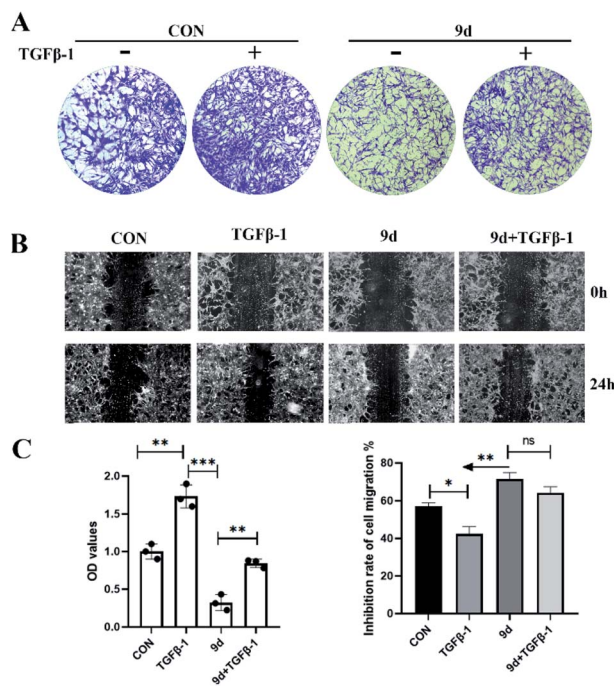 A
CON 9d
TGFβ-1 - + - +
B
CON TGFβ-1 9d 9d+TGFβ-1
0h
24h
C
** *** **
2.0
1.5
1.0
0.5
0.0
OD values
CON TGFβ-1 9d 9d+TGFβ-1
* ** ns
100
80
60
40
20
0
Inhibition rate of cell migration %
CON TGFβ-1 9d 9d+TGFβ-1